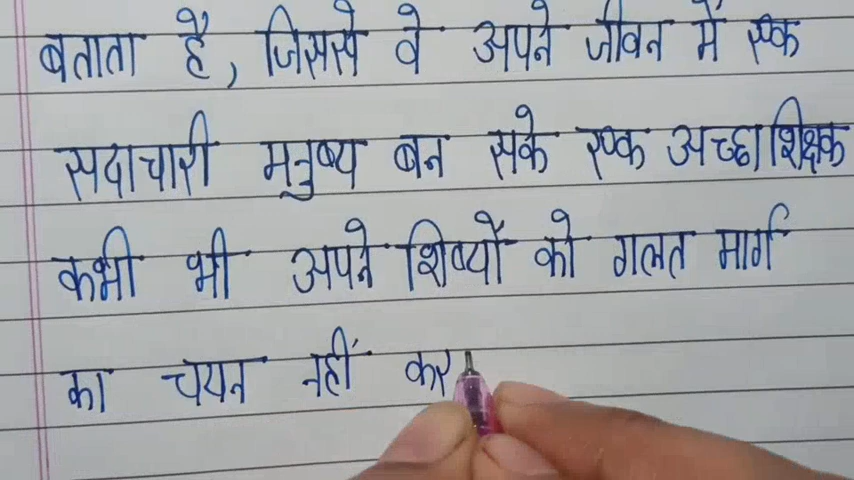 बताता है, जिससे वे अपने जीवन में एक
सदाचारी मनुष्य बन सके एक अच्छा शिक्षक
कभी भी अपने शिष्यों को गलत मार्ग
का चयन नहीं कर